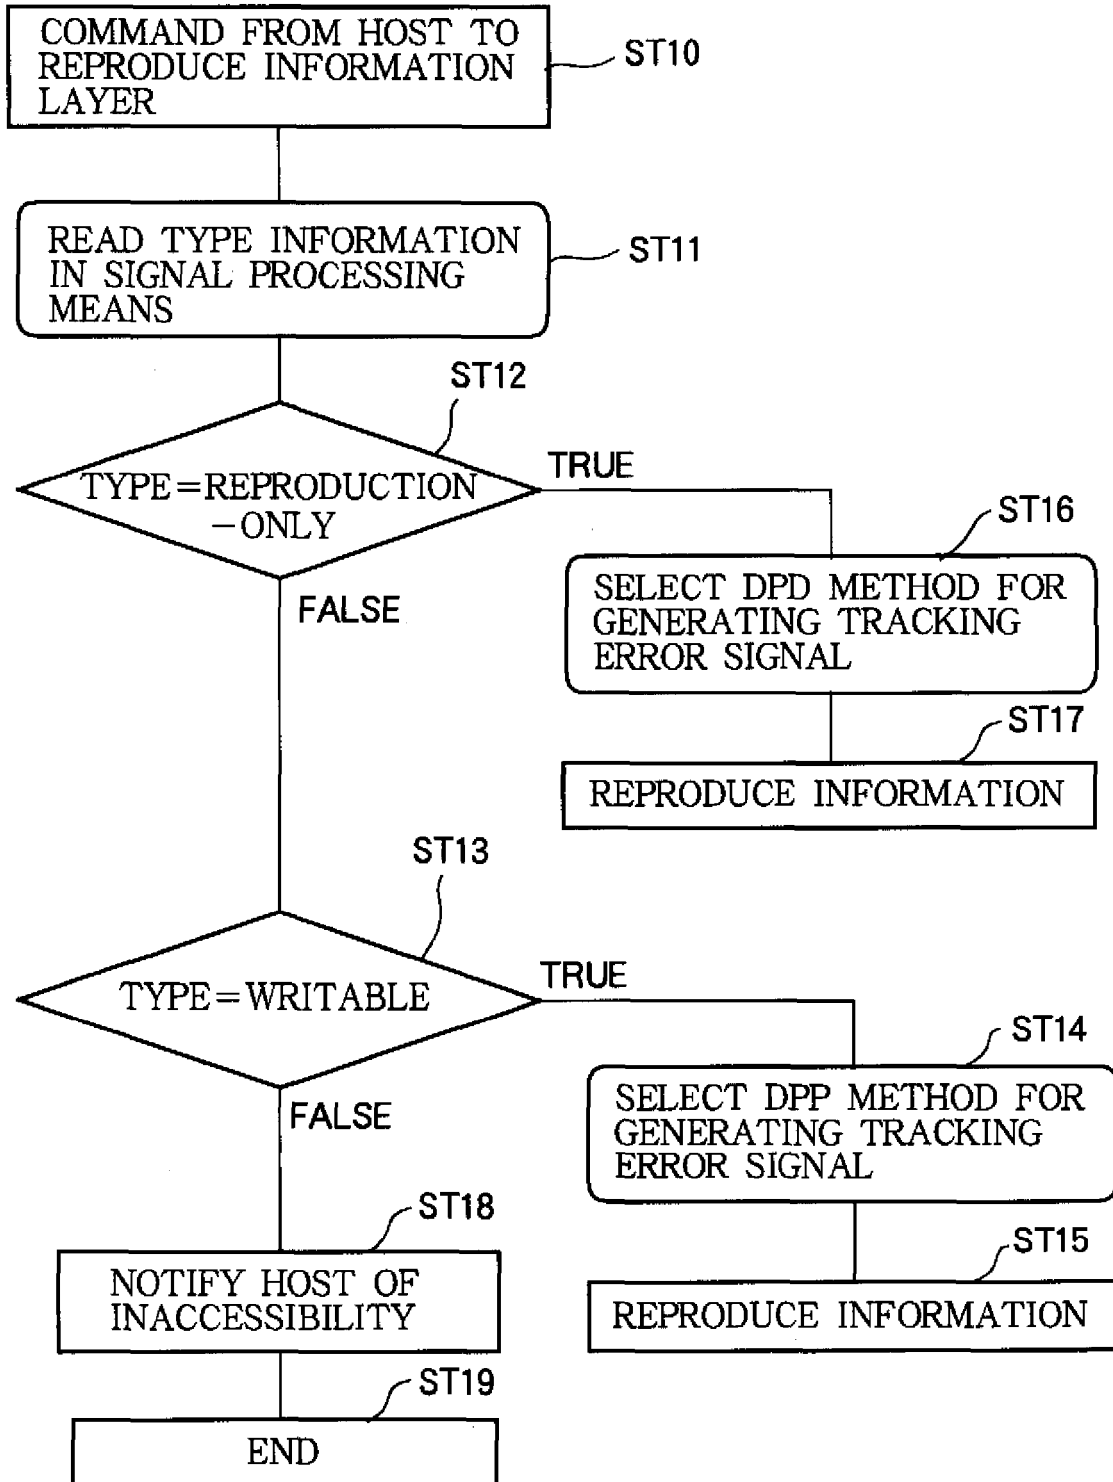 COMMAND FROM HOST TO
REPRODUCE INFORMATION
LAYER
ST10
READ TYPE INFORMATION
IN SIGNAL PROCESSING
MEANS
ST11
ST12
TYPE=REPRODUCTION
-ONLY
TRUE
FALSE
ST16
SELECT DPD METHOD FOR
GENERATING TRACKING
ERROR SIGNAL
ST17
REPRODUCE INFORMATION
ST13
TYPE=WRITABLE
TRUE
FALSE
ST14
SELECT DPP METHOD FOR
GENERATING TRACKING
ERROR SIGNAL
ST15
REPRODUCE INFORMATION
ST18
NOTIFY HOST OF
INACCESSIBILITY
ST19
END